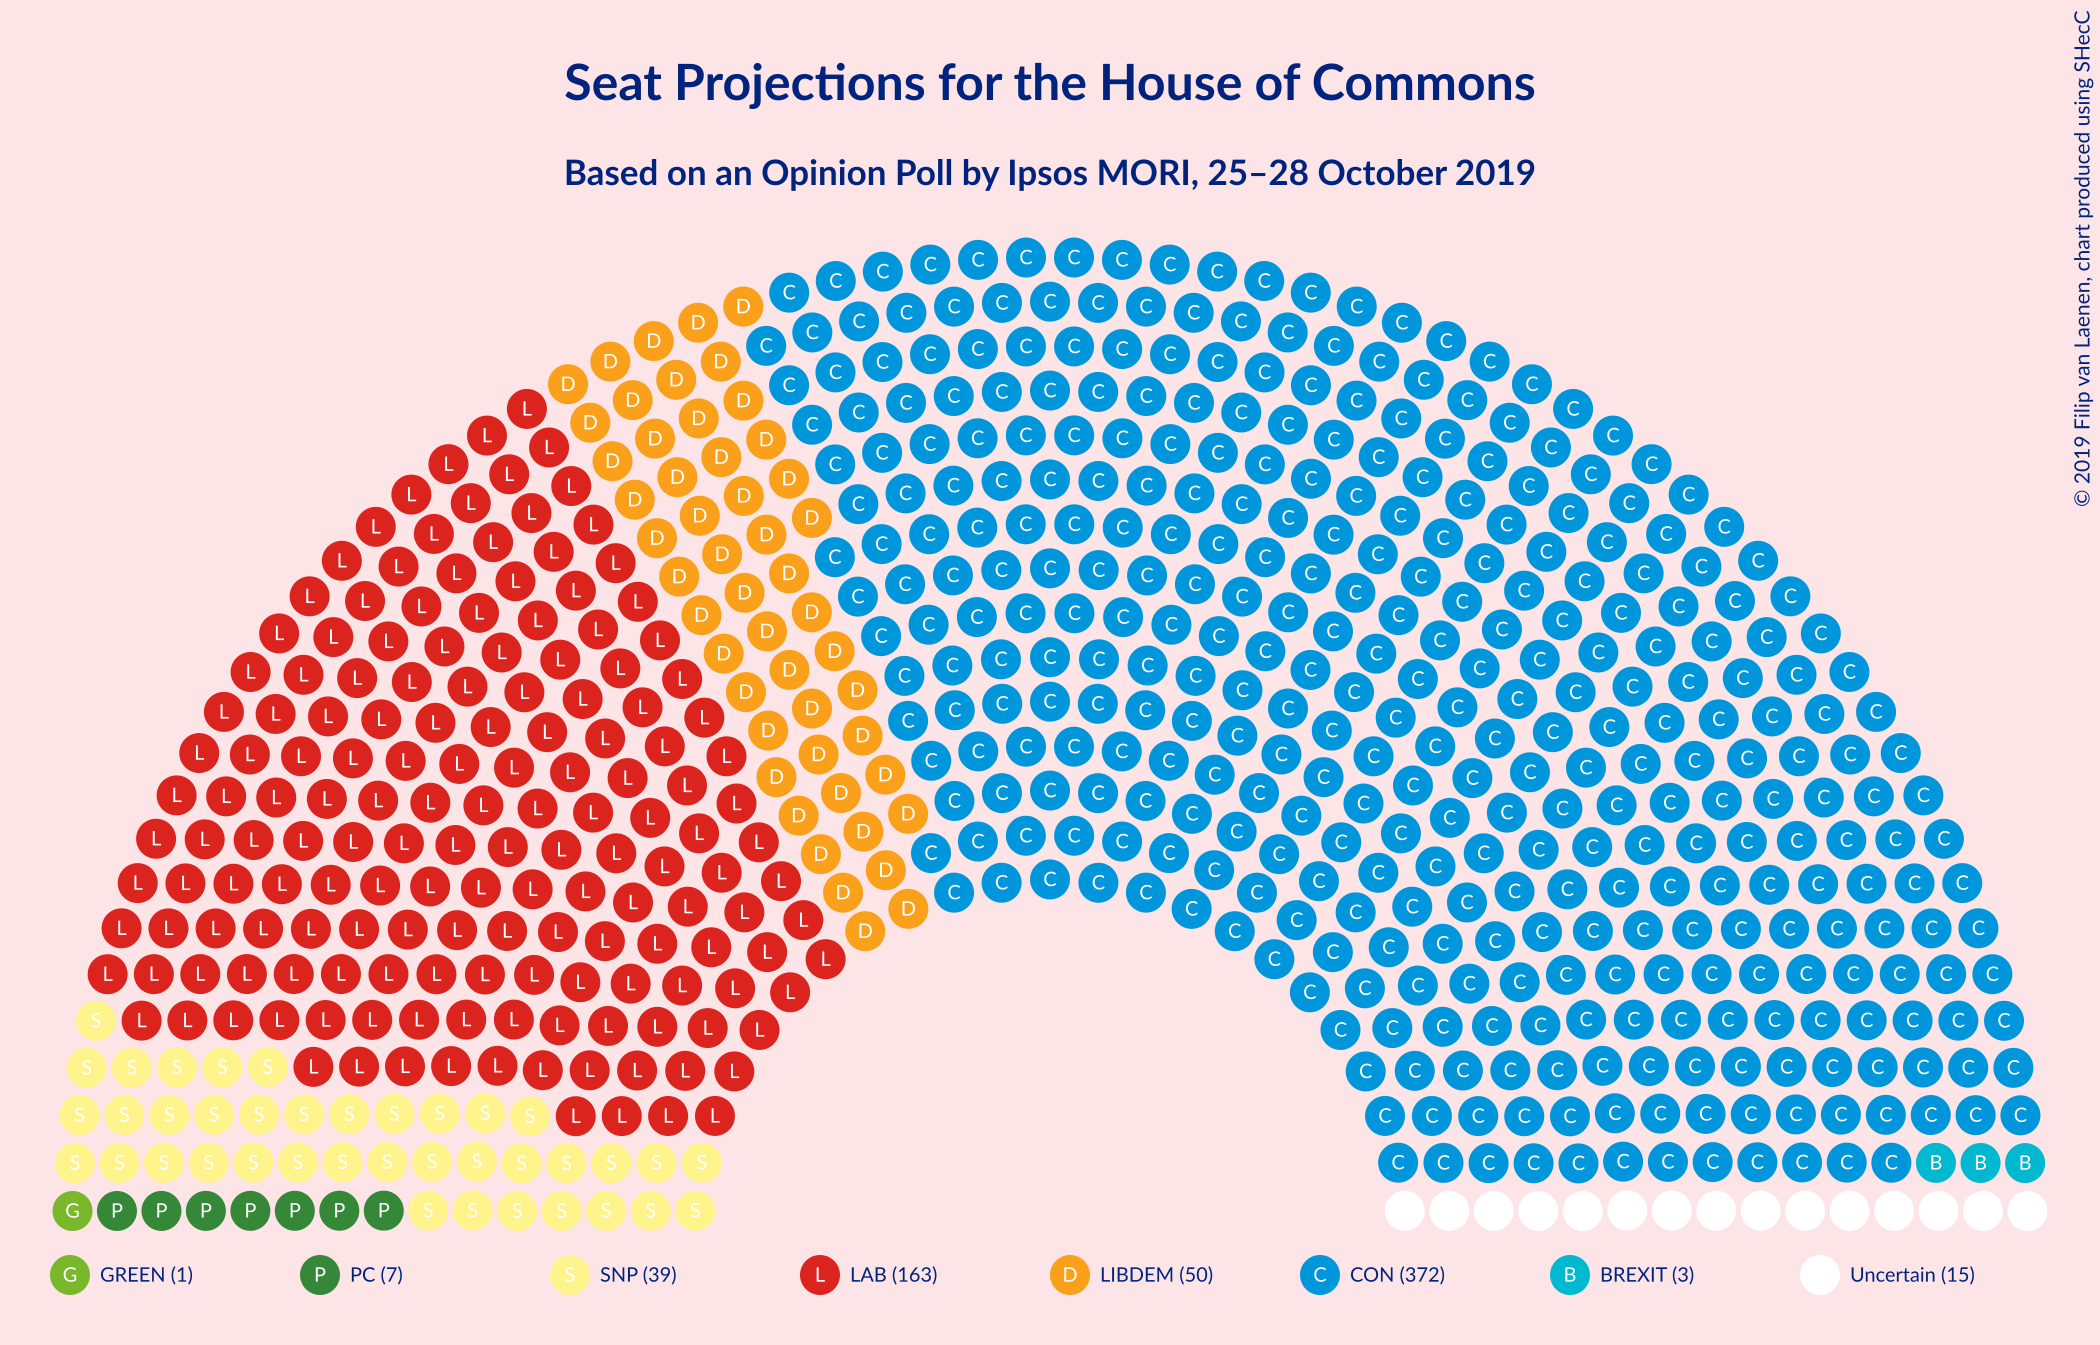 Seat Projections for the House of Commons
Based on an Opinion Poll by Ipsos MORI, 25–28 October 2019
© 2019 Filip van Laenen, chart produced using SHecC
G GREEN (1)
P PC (7)
S SNP (39)
L LAB (163)
D LIBDEM (50)
C CON (372)
B BREXIT (3)
Uncertain (15)